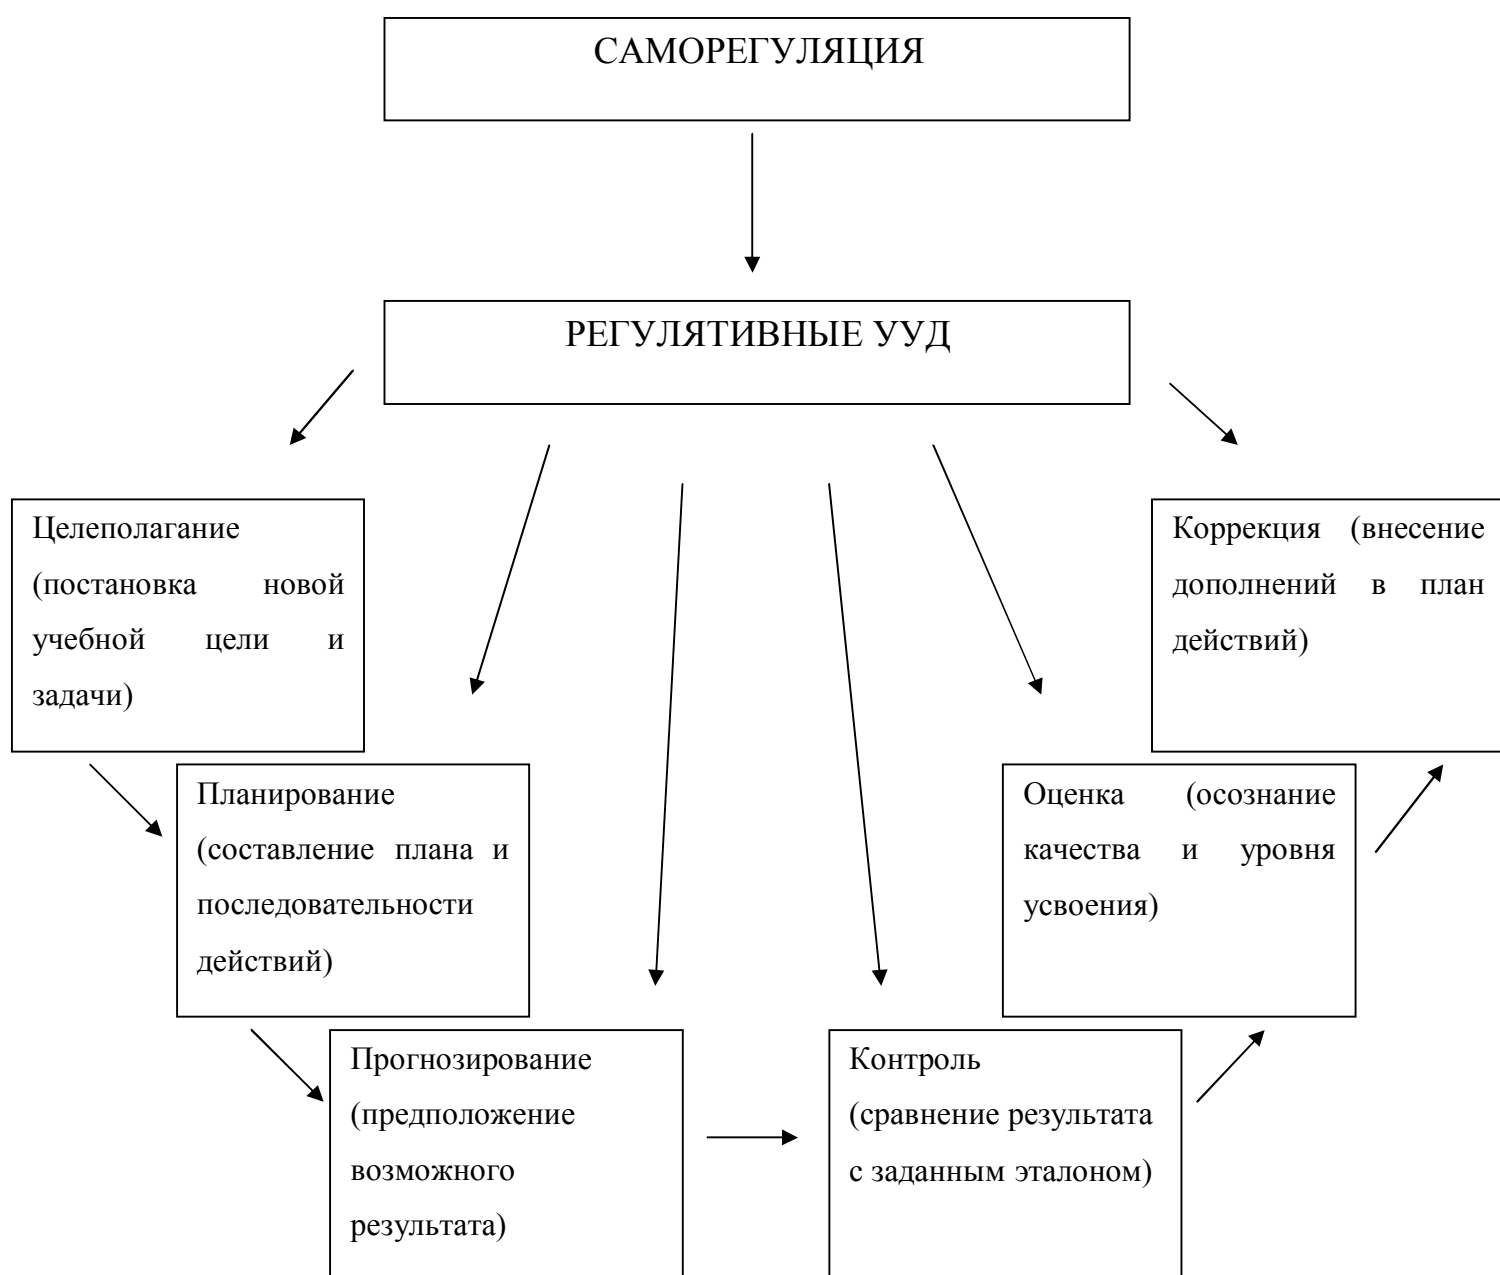 САМОРЕГУЛЯЦИЯ
РЕГУЛЯТИВНЫЕ УУД
Целеполагание
(постановка новой
учебной цели и
задачи)
Планирование
(составление плана и
последовательности
действий)
Прогнозирование
(предположение
возможного
результата)
Контроль
(сравнение результата
с заданным эталоном)
Оценка (осознание
качества и уровня
усвоения)
Коррекция (внесение
дополнений в план
действий)